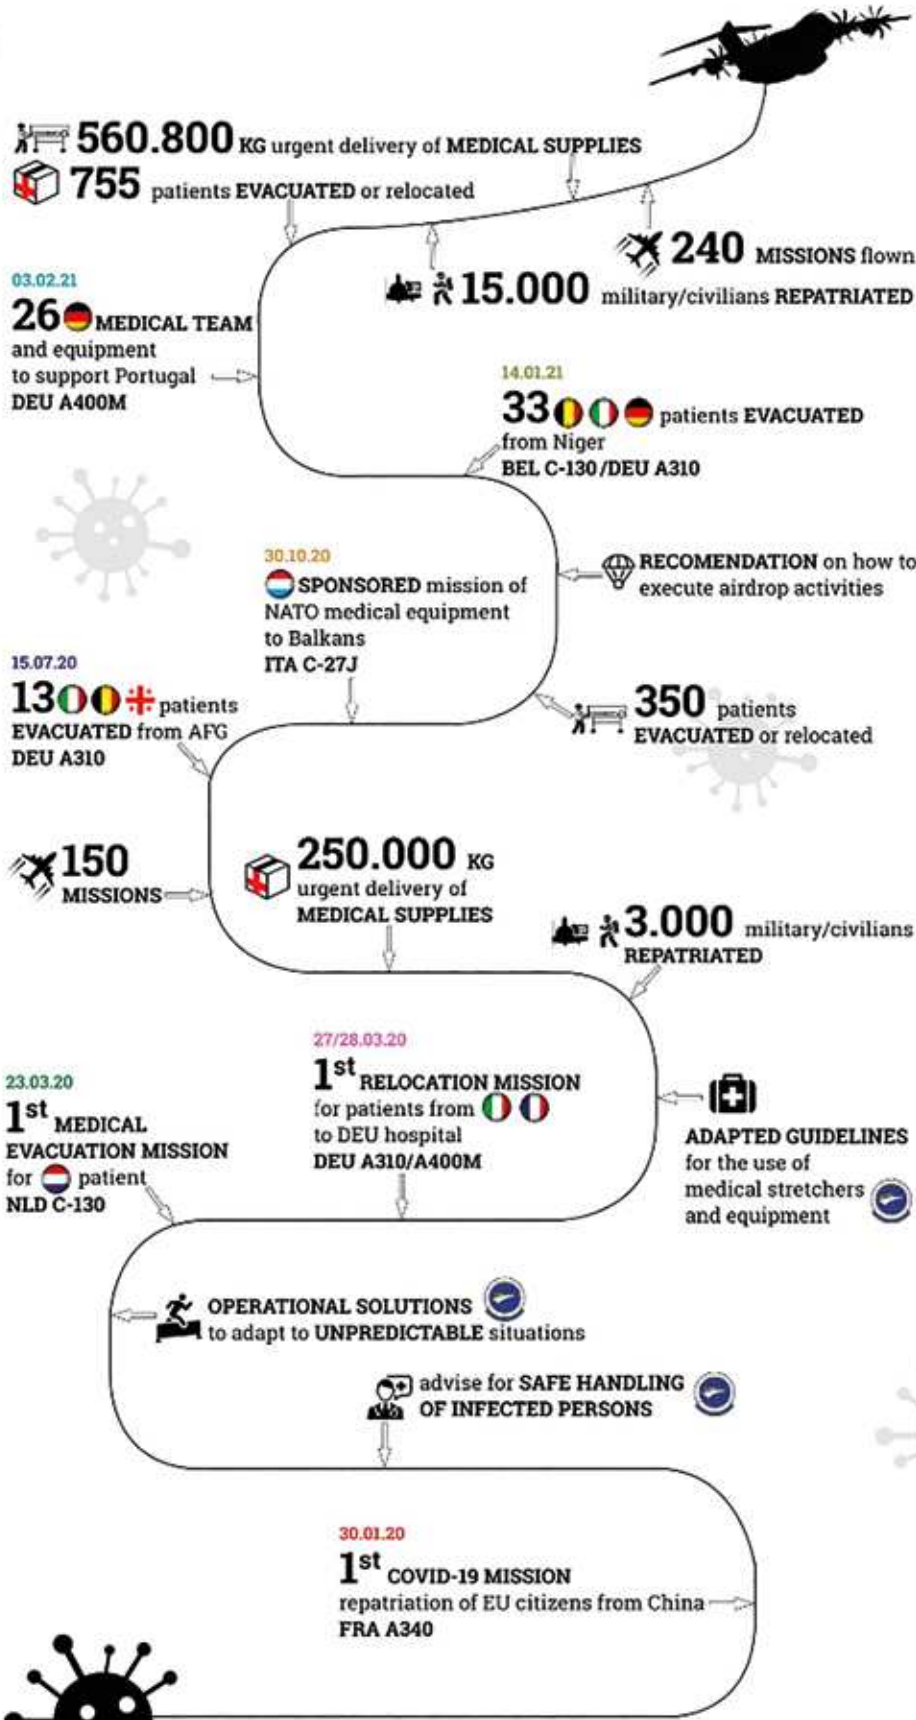 560.800 KG urgent delivery of MEDICAL SUPPLIES
755 patients EVACUATED or relocated
240 MISSIONS flown
15.000 military/civilians REPATRIATED
03.02.21
26 MEDICAL TEAM
and equipment
to support Portugal
DEU A400M
14.01.21
33 patients EVACUATED
from Niger
BEL C-130/DEU A310
RECOMENDATION on how to
execute airdrop activities
30.10.20
SPONSORED mission of
NATO medical equipment
to Balkans
ITA C-27J
15.07.20
13 patients
EVACUATED from AFG
DEU A310
350 patients
EVACUATED or relocated
150
MISSIONS
250.000 KG
urgent delivery of
MEDICAL SUPPLIES
3.000 military/civilians
REPATRIATED
27/28.03.20
1st RELOCATION MISSION
for patients from
to DEU hospital
DEU A310/A400M
23.03.20
1st MEDICAL
EVACUATION MISSION
for patient
NLD C-130
ADAPTED GUIDELINES
for the use of
medical stretchers
and equipment
OPERATIONAL SOLUTIONS
to adapt to UNPREDICTABLE situations
advise for SAFE HANDLING
OF INFECTED PERSONS
30.01.20
1st COVID-19 MISSION
repatriation of EU citizens from China
FRA A340